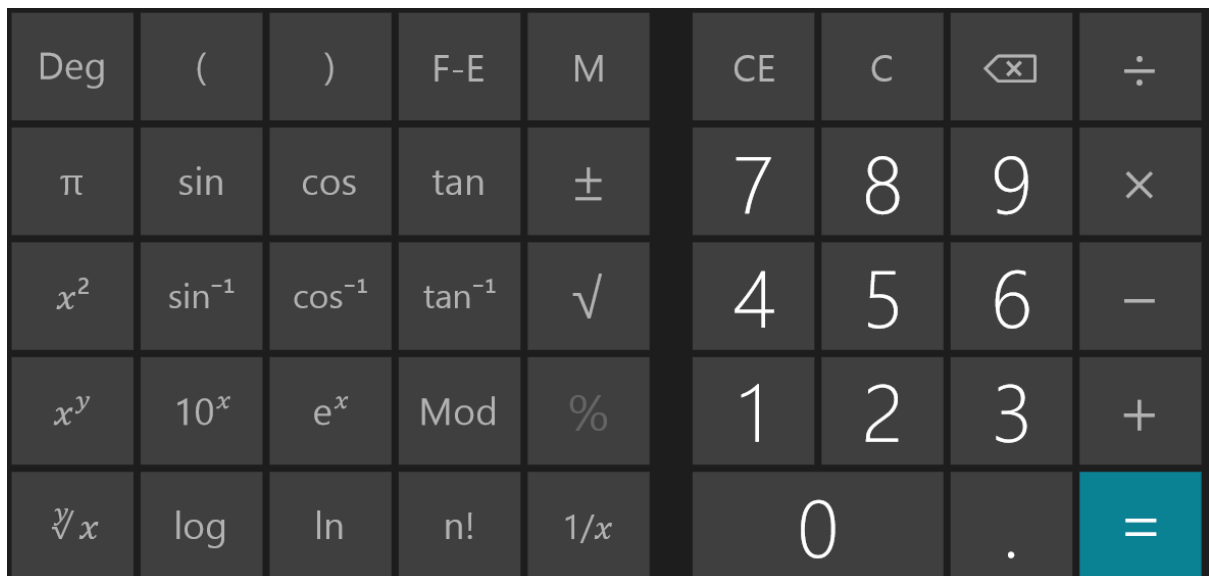 Deg ( ) F-E M CE C ÷
π sin cos tan ± 7 8 9 ×
x² sin⁻¹ cos⁻¹ tan⁻¹ √ 4 5 6 −
xʸ 10ˣ eˣ Mod % 1 2 3 +
ʸ√x log ln n! 1/x 0 . =